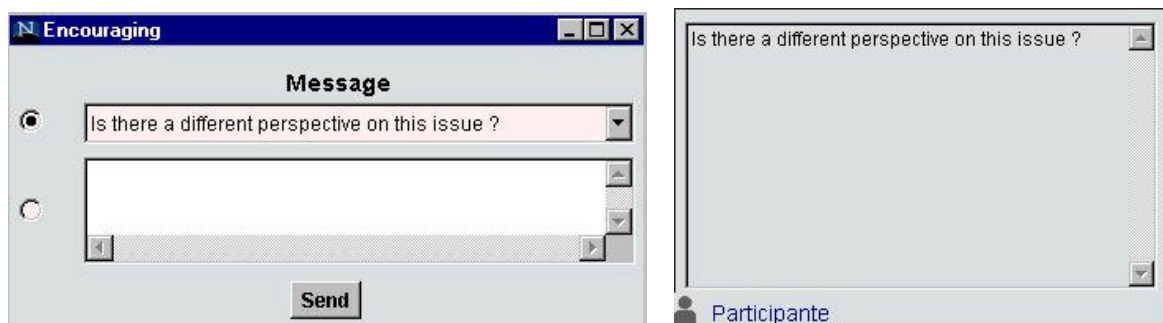 N Encouraging
Message
Is there a different perspective on this issue ?
Send
Is there a different perspective on this issue ?
Participante